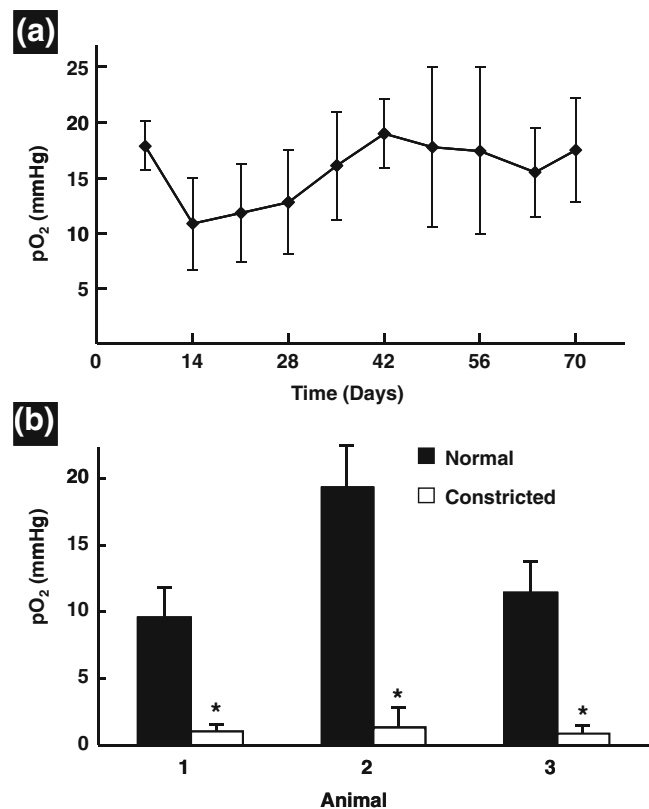 (a)
25
20
15
10
5
pO₂ (mmHg)
0 14 28 42 56 70
Time (Days)
(b)
Normal
Constricted
20
15
10
5
0
pO₂ (mmHg)
* * *
1 2 3
Animal